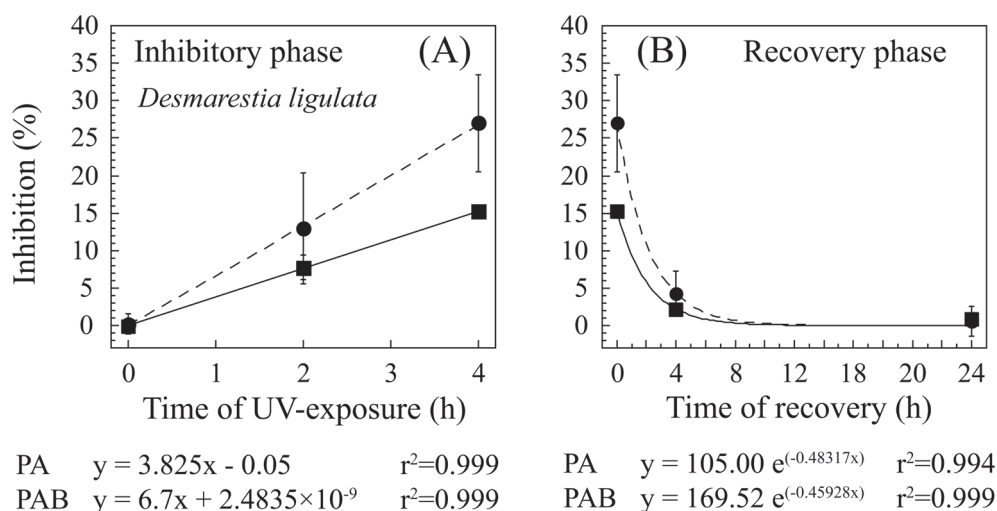 Inhibitory phase (A)
Desmarestia ligulata
Inhibition (%)
40
35
30
25
20
15
10
5
0
0 1 2 3 4
Time of UV-exposure (h)
PA y = 3.825x - 0.05 r²=0.999
PAB y = 6.7x + 2.4835×10⁻⁹ r²=0.999
(B) Recovery phase
40
35
30
25
20
15
10
5
0
0 4 8 12 18 20 24
Time of recovery (h)
PA y = 105.00 e⁽⁻⁰·⁴⁸³¹⁷ˣ⁾ r²=0.994
PAB y = 169.52 e⁽⁻⁰·⁴⁵⁹²⁸ˣ⁾ r²=0.999